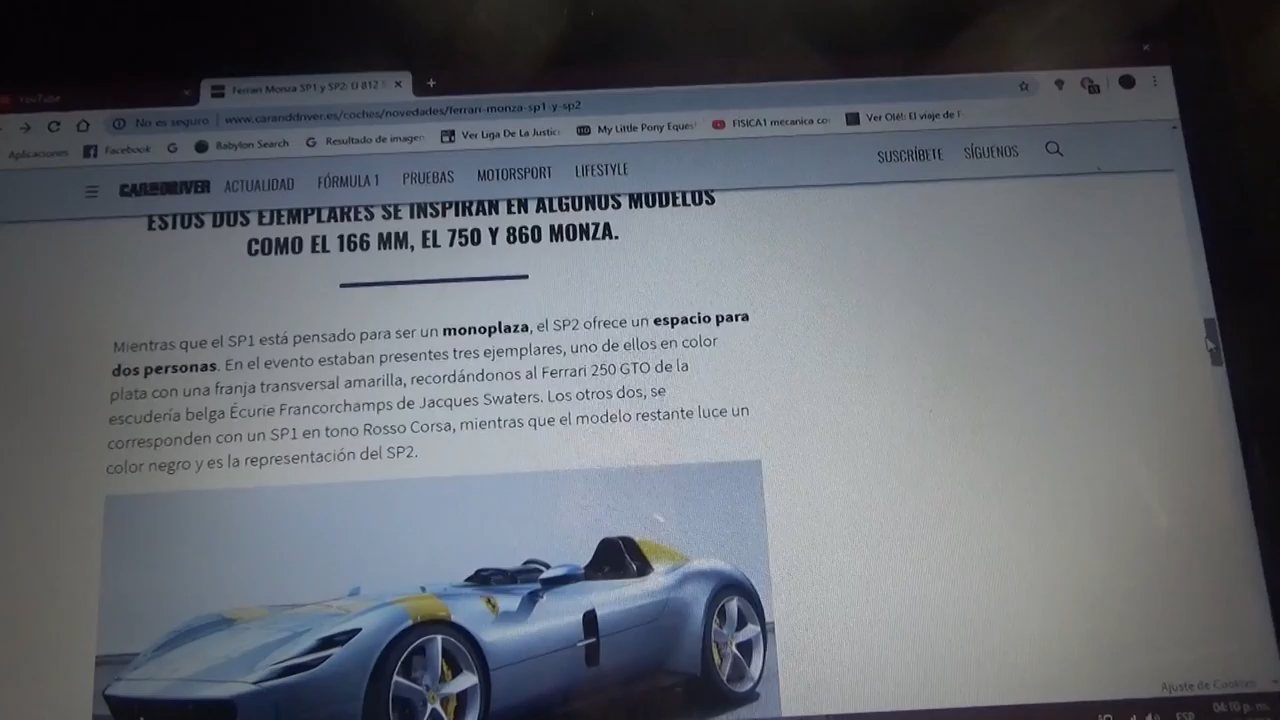 YouTube
Ferrari Monza SP1 y SP2: U 812 S
No es seguro www.caranddriver.es/coches/novedades/ferrari-monza-sp1-y-sp2
Aplicaciones Facebook Babylon Search Resultado de imagen Ver Liga De La Justici My Little Pony Eques FISICA1 mecanica co Ver Olé!: El viaje de F
CAR AND DRIVER ACTUALIDAD FÓRMULA 1 PRUEBAS MOTORSPORT LIFESTYLE SUSCRÍBETE SÍGUENOS
ESTOS DOS EJEMPLARES SE INSPIRAN EN ALGUNOS MODELOS
COMO EL 166 MM, EL 750 Y 860 MONZA.
Mientras que el SP1 está pensado para ser un monoplaza, el SP2 ofrece un espacio para
dos personas. En el evento estaban presentes tres ejemplares, uno de ellos en color
plata con una franja transversal amarilla, recordándonos al Ferrari 250 GTO de la
escudería belga Écurie Francorchamps de Jacques Swaters. Los otros dos, se
corresponden con un SP1 en tono Rosso Corsa, mientras que el modelo restante luce un
color negro y es la representación del SP2.
Ajuste de Cookies
ESP 04:10 p. m.